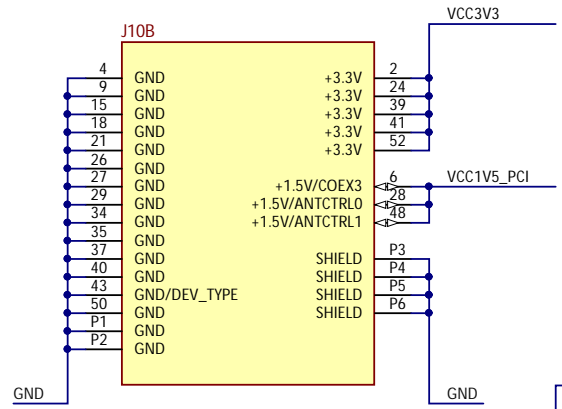 VCC3V3
J10B
4 GND +3.3V 2
9 GND +3.3V 24
15 GND +3.3V 39
18 GND +3.3V 41
21 GND +3.3V 52
26 GND
27 GND +1.5V/COEX3 6 VCC1V5_PCI
29 GND +1.5V/ANTCTRL0 28
34 GND +1.5V/ANTCTRL1 48
35 GND
37 GND SHIELD P3
40 GND SHIELD P4
43 GND/DEV_TYPE SHIELD P5
50 GND SHIELD P6
P1 GND
P2 GND
GND GND